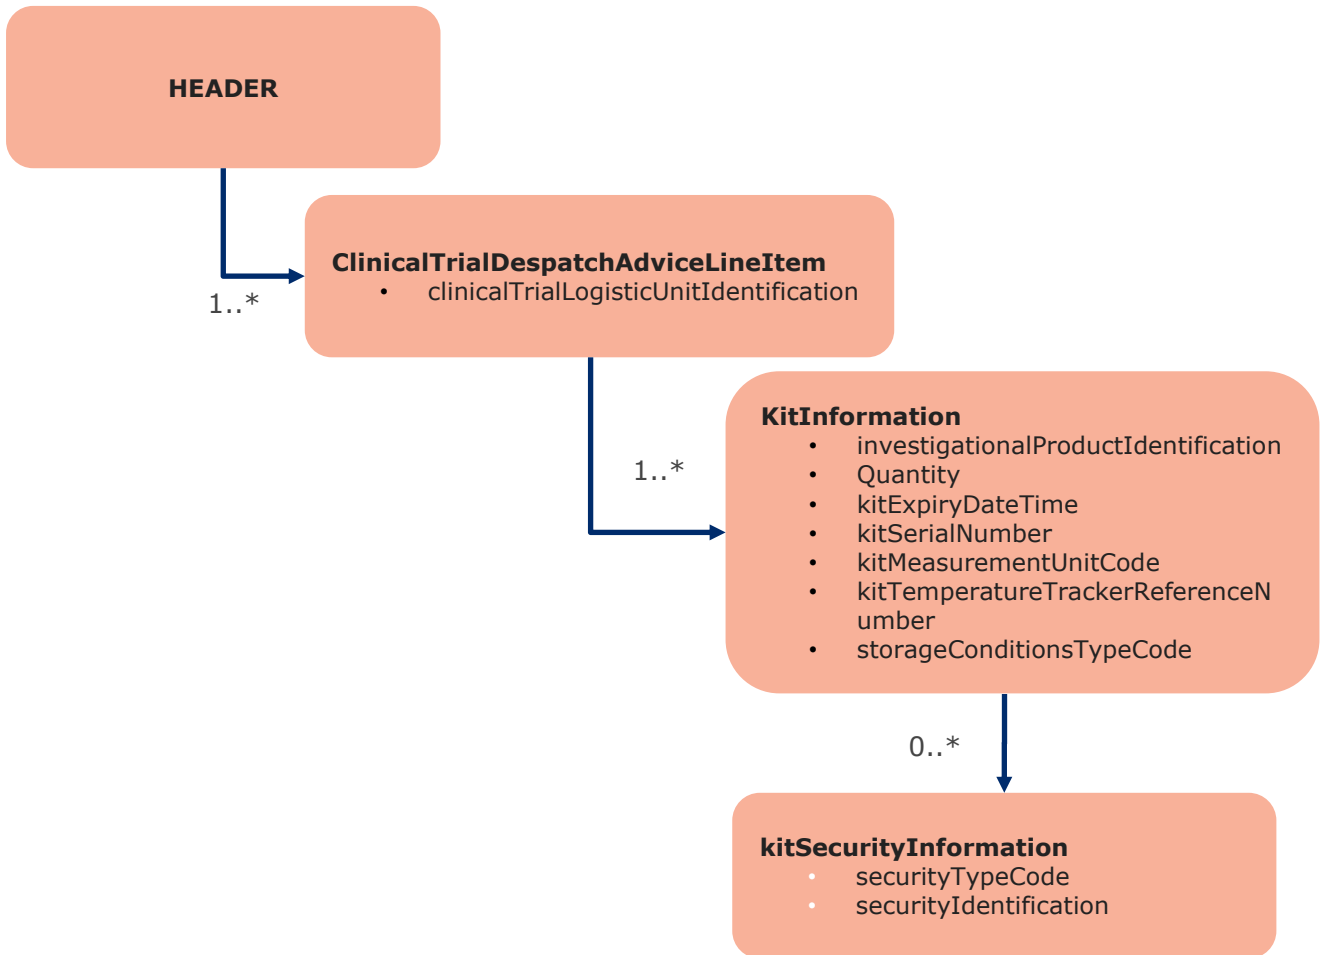 HEADER
1..*
ClinicalTrialDespatchAdviceLineItem
• clinicalTrialLogisticUnitIdentification
1..*
KitInformation
• investigationalProductIdentification
• Quantity
• kitExpiryDateTime
• kitSerialNumber
• kitMeasurementUnitCode
• kitTemperatureTrackerReferenceN
umber
• storageConditionsTypeCode
0..*
kitSecurityInformation
• securityTypeCode
• securityIdentification